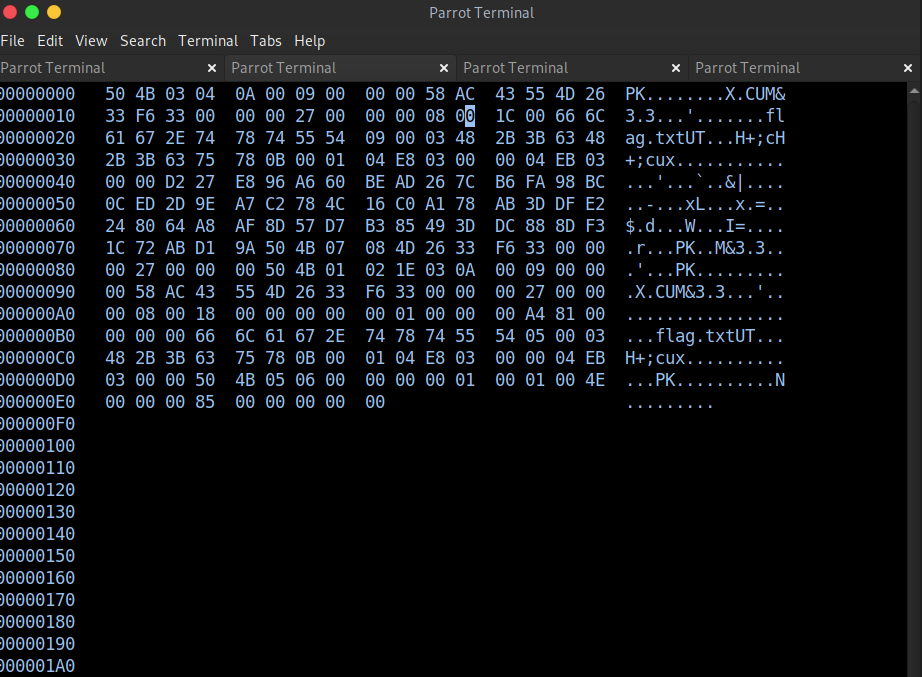 Parrot Terminal
File Edit View Search Terminal Tabs Help
Parrot Terminal × Parrot Terminal × Parrot Terminal × Parrot Terminal ×
00000000 50 4B 03 04 0A 00 09 00 00 00 58 AC 43 55 4D 26 PK........X.CUM&
00000010 33 F6 33 00 00 00 27 00 00 00 08 00 1C 00 66 6C 3.3...'.......fl
00000020 61 67 2E 74 78 74 55 54 09 00 03 48 2B 3B 63 48 ag.txtUT...H+;cH
00000030 2B 3B 63 75 78 0B 00 01 04 E8 03 00 00 04 EB 03 +;cux...........
00000040 00 00 D2 27 E8 96 A6 60 BE AD 26 7C B6 FA 98 BC ...'...`..&|....
00000050 0C ED 2D 9E A7 C2 78 4C 16 C0 A1 78 AB 3D DF E2 ..-...xL...x.=..
00000060 24 80 64 A8 AF 8D 57 D7 B3 85 49 3D DC 88 8D F3 $.d...W...I=....
00000070 1C 72 AB D1 9A 50 4B 07 08 4D 26 33 F6 33 00 00 .r...PK..M&3.3..
00000080 00 27 00 00 00 50 4B 01 02 1E 03 0A 00 09 00 00 .'...PK.........
00000090 00 58 AC 43 55 4D 26 33 F6 33 00 00 00 27 00 00 .X.CUM&3.3...'..
000000A0 00 08 00 18 00 00 00 00 00 01 00 00 00 A4 81 00 ................
000000B0 00 00 00 66 6C 61 67 2E 74 78 74 55 54 05 00 03 ...flag.txtUT...
000000C0 48 2B 3B 63 75 78 0B 00 01 04 E8 03 00 00 04 EB H+;cux..........
000000D0 03 00 00 50 4B 05 06 00 00 00 00 01 00 01 00 4E ...PK..........N
000000E0 00 00 00 85 00 00 00 00 00 .........
000000F0
00000100
00000110
00000120
00000130
00000140
00000150
00000160
00000170
00000180
00000190
000001A0